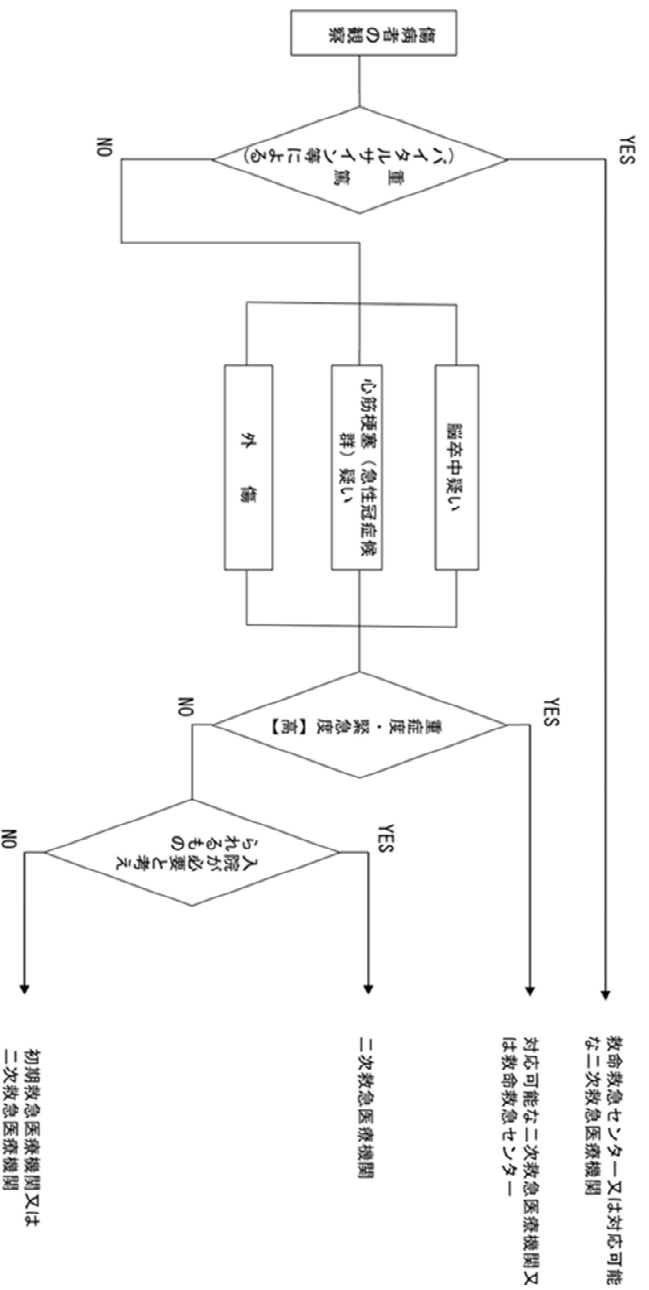 傷病者の観察
YES
重　篤
(バイタルサイン等による)
NO
脳卒中疑い
心筋梗塞（急性冠症候
群）疑い
外　傷
YES
重症度・緊急度【高】
NO
YES
入院が必要と考え
られるもの
NO
救命救急センター又は対応可能
な二次救急医療機関
対応可能な二次救急医療機関又
は救命救急センター
二次救急医療機関
初期救急医療機関又は
二次救急医療機関